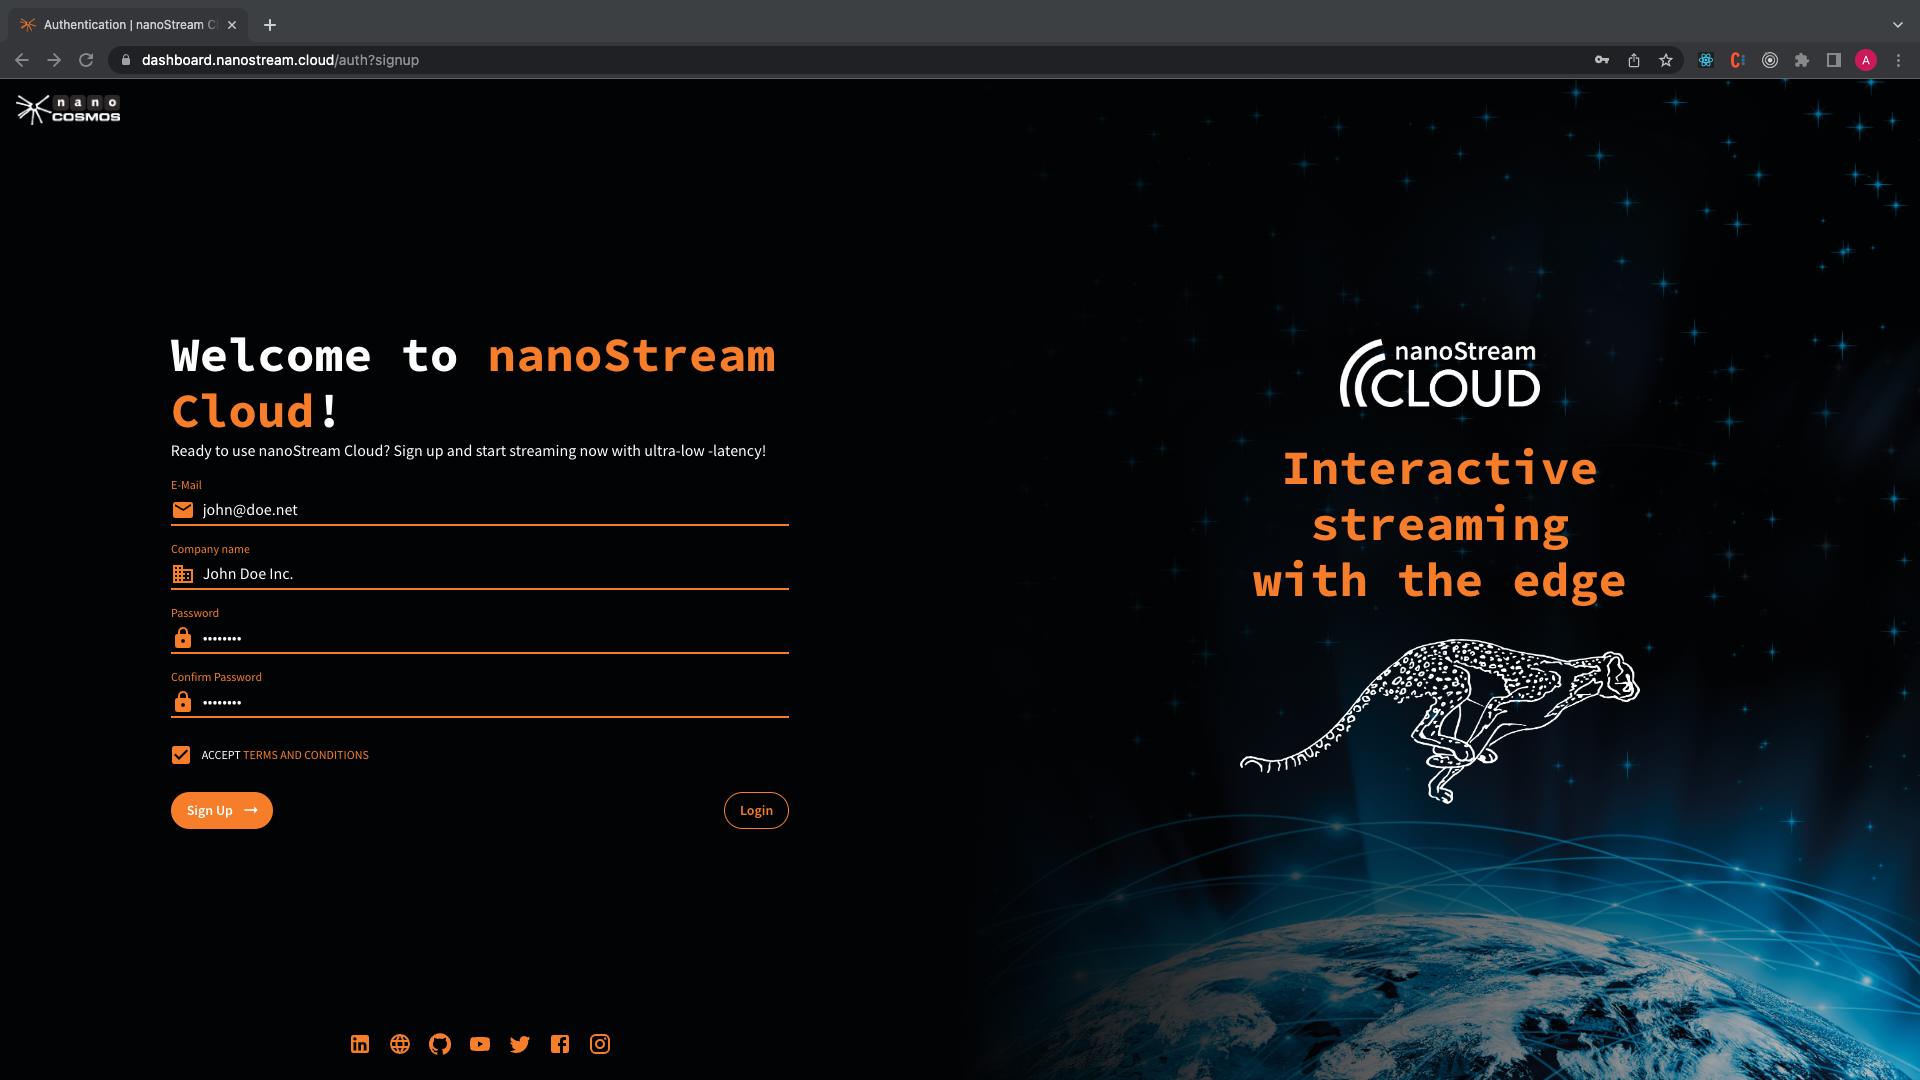 Authentication | nanoStream C
dashboard.nanostream.cloud/auth?signup
A
nano
COSMOS
Welcome to nanoStream
Cloud!
Ready to use nanoStream Cloud? Sign up and start streaming now with ultra-low -latency!
E-Mail
john@doe.net
Company name
John Doe Inc.
Password
••••••••
Confirm Password
••••••••
ACCEPT TERMS AND CONDITIONS
Sign Up →
Login
nanoStream
CLOUD
Interactive
streaming
with the edge